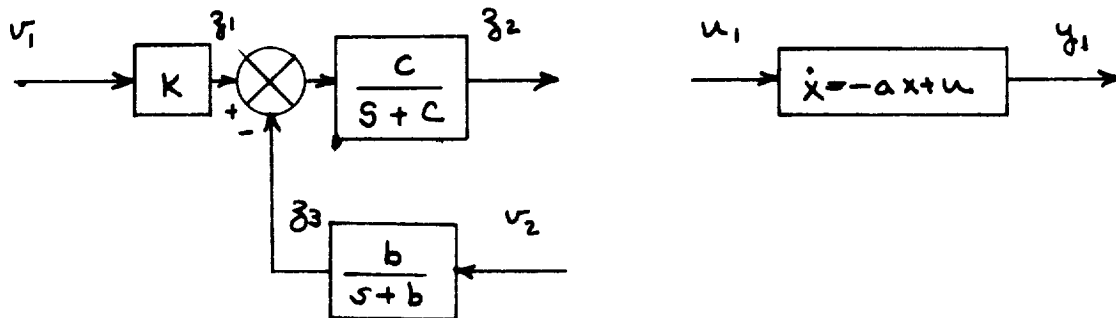 v₁
z₁
z₂
u₁
y₁
K
+
-
C
S + C
ẋ = -ax + u
z₃
v₂
b
s + b